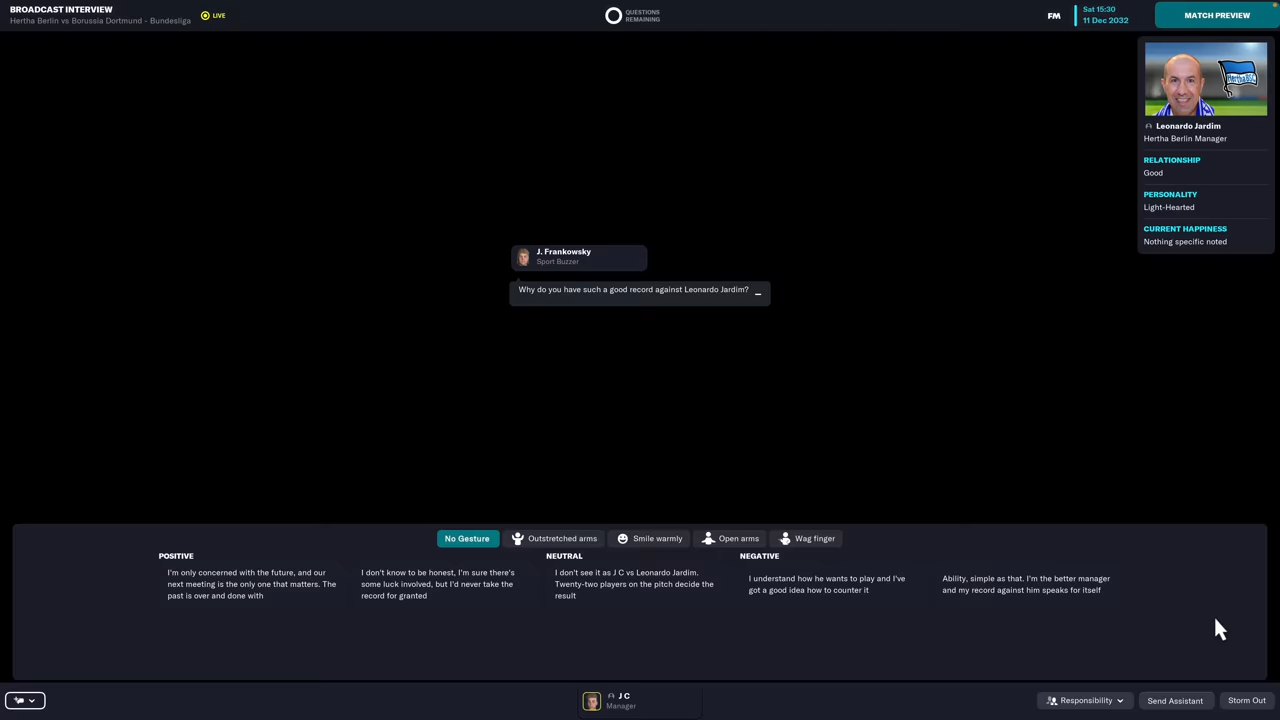 BROADCAST INTERVIEW
Hertha Berlin vs Borussia Dortmund - Bundesliga
LIVE
QUESTIONS
REMAINING
FM
Sat 15:30
11 Dec 2032
MATCH PREVIEW
Hertha BSC
Leonardo Jardim
Hertha Berlin Manager
RELATIONSHIP
Good
PERSONALITY
Light-Hearted
CURRENT HAPPINESS
Nothing specific noted
J. Frankowsky
Sport Buzzer
Why do you have such a good record against Leonardo Jardim?
No Gesture
Outstretched arms
Smile warmly
Open arms
Wag finger
POSITIVE
I'm only concerned with the future, and our
next meeting is the only one that matters. The
past is over and done with
I don't know to be honest, I'm sure there's
some luck involved, but I'd never take the
record for granted
NEUTRAL
I don't see it as J C vs Leonardo Jardim.
Twenty-two players on the pitch decide the
result
NEGATIVE
I understand how he wants to play and I've
got a good idea how to counter it
Ability, simple as that. I'm the better manager
and my record against him speaks for itself
J C
Manager
Responsibility
Send Assistant
Storm Out